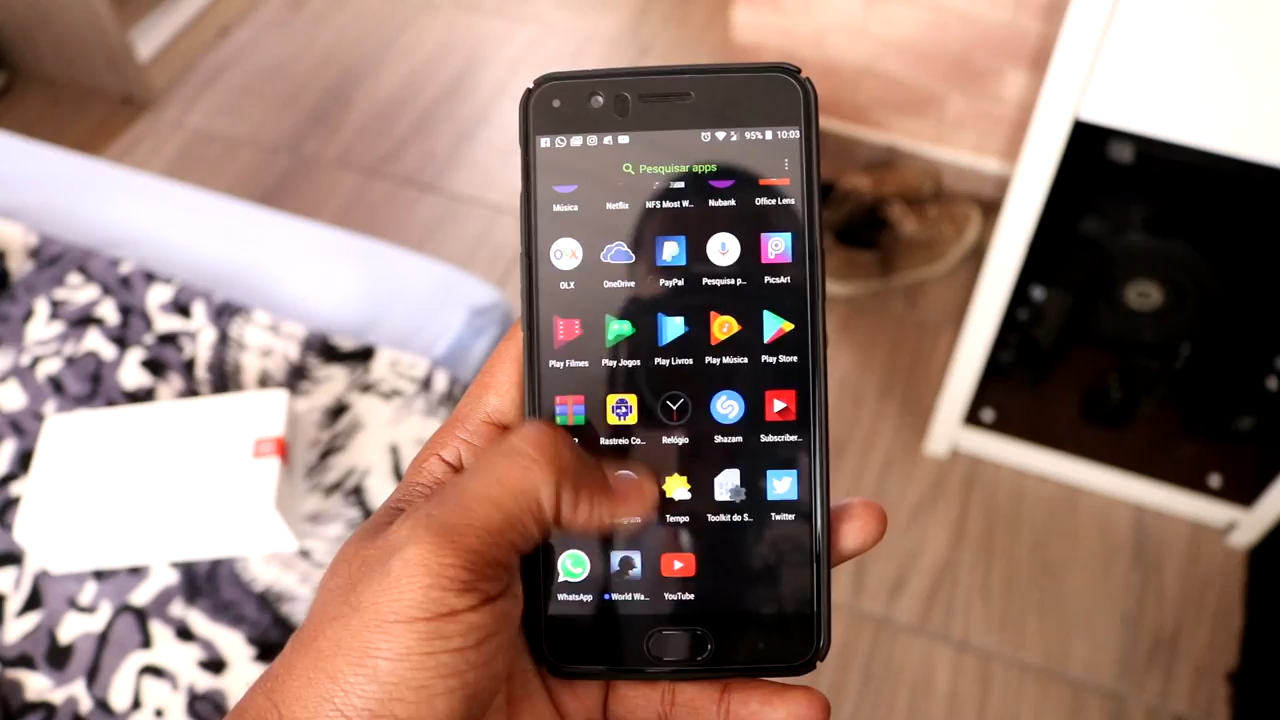 95% 10:03
Pesquisar apps
Música Netflix NFS Most W... Nubank Office Lens
OLX OneDrive PayPal Pesquisa p... PicsArt
Play Filmes Play Jogos Play Livros Play Música Play Store
Rastreio Co... Relógio Shazam Subscriber...
Tempo Toolkit do S... Twitter
WhatsApp World Wa... YouTube